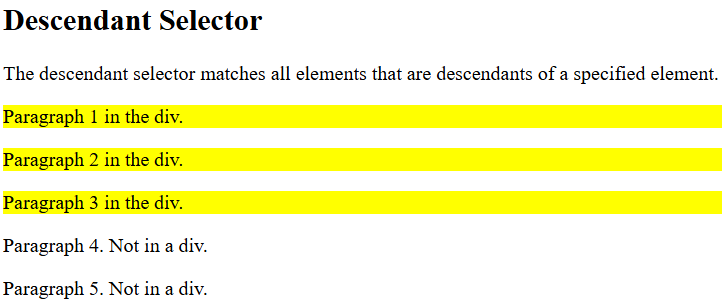 Descendant Selector
The descendant selector matches all elements that are descendants of a specified element.
Paragraph 1 in the div.
Paragraph 2 in the div.
Paragraph 3 in the div.
Paragraph 4. Not in a div.
Paragraph 5. Not in a div.